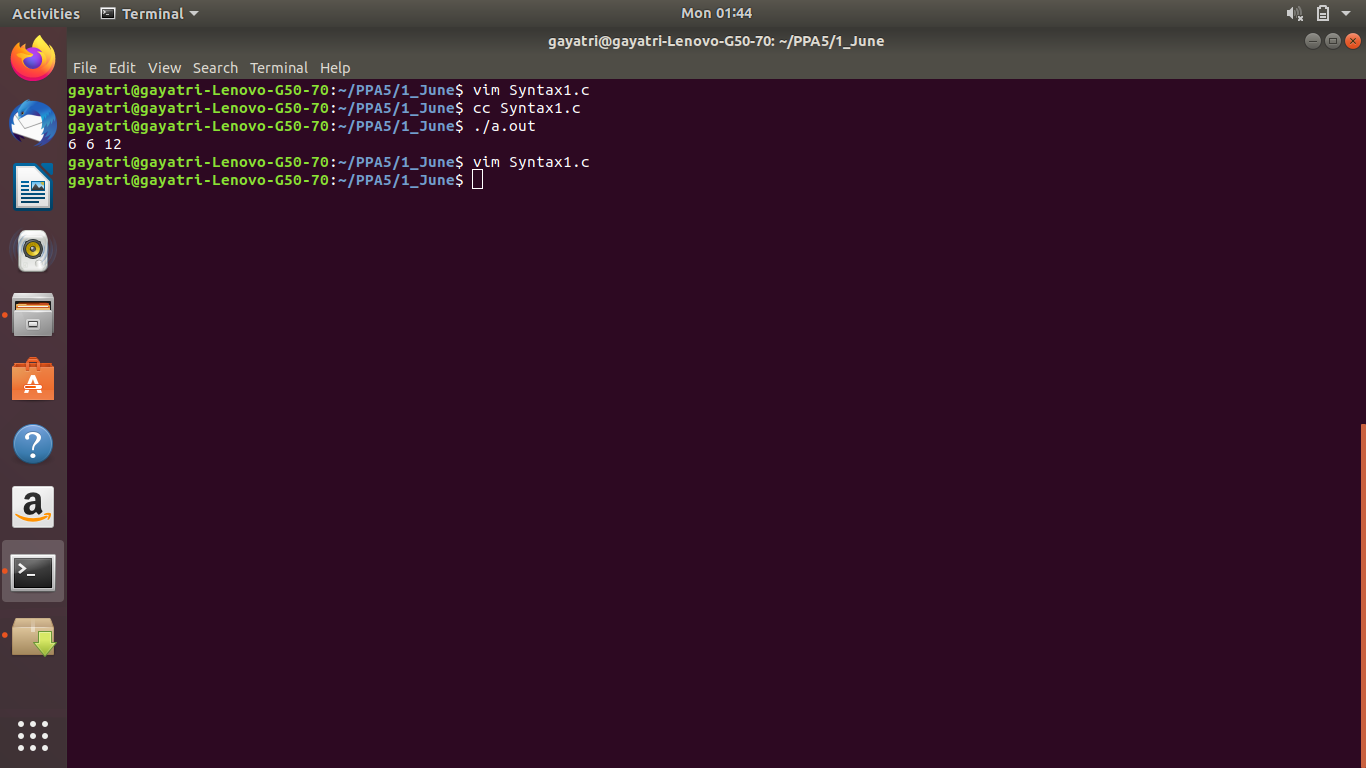 Activities Terminal Mon 01:44
gayatri@gayatri-Lenovo-G50-70: ~/PPA5/1_June
File Edit View Search Terminal Help
gayatri@gayatri-Lenovo-G50-70:~/PPA5/1_June$ vim Syntax1.c
gayatri@gayatri-Lenovo-G50-70:~/PPA5/1_June$ cc Syntax1.c
gayatri@gayatri-Lenovo-G50-70:~/PPA5/1_June$ ./a.out
6 6 12
gayatri@gayatri-Lenovo-G50-70:~/PPA5/1_June$ vim Syntax1.c
gayatri@gayatri-Lenovo-G50-70:~/PPA5/1_June$